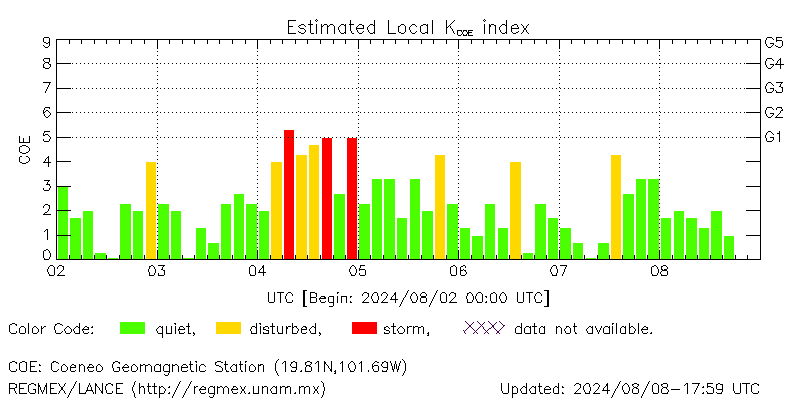 Estimated Local K COE index
9 G5
8 G4
7 G3
6 G2
5 G1
4
3
2
1
0
COE
02 03 04 05 06 07 08
UTC [Begin: 2024/08/02 00:00 UTC]
Color Code: quiet, disturbed, storm, data not available.
COE: Coeneo Geomagnetic Station (19.81N,101.69W)
REGMEX/LANCE (http://regmex.unam.mx) Updated: 2024/08/08-17:59 UTC